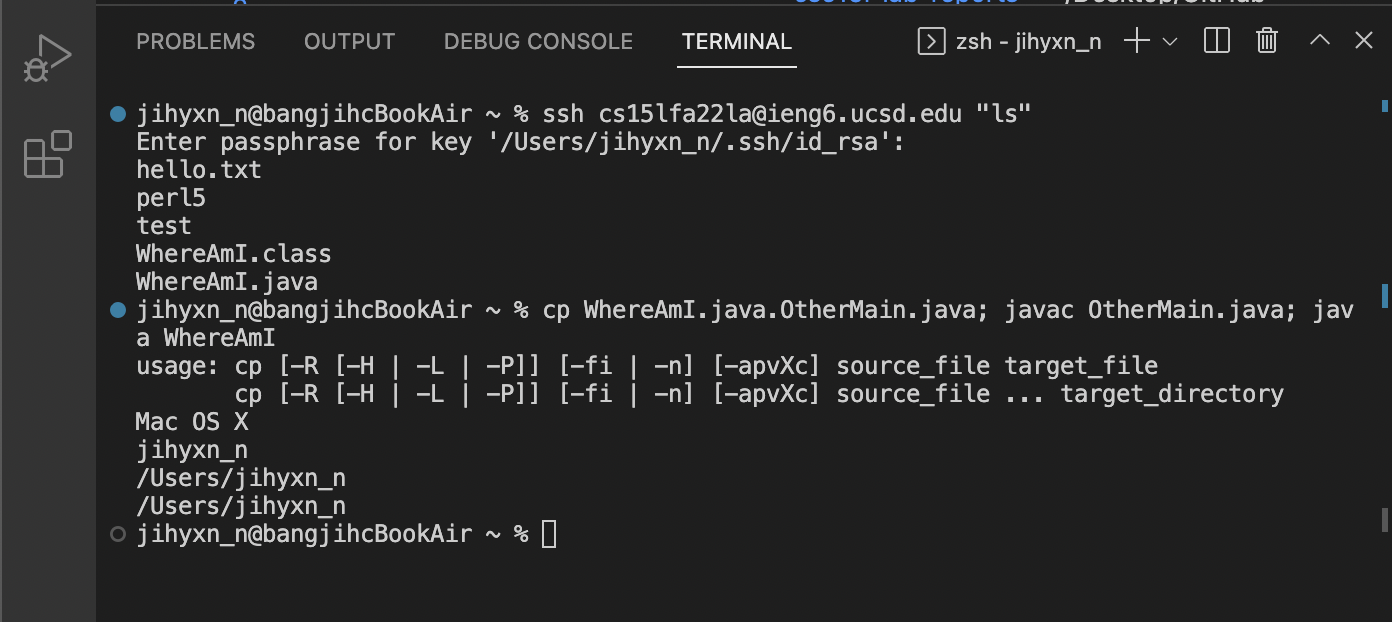 PROBLEMS OUTPUT DEBUG CONSOLE TERMINAL zsh - jihyxn_n
jihyxn_n@bangjihcBookAir ~ % ssh cs15lfa22la@ieng6.ucsd.edu "ls"
Enter passphrase for key '/Users/jihyxn_n/.ssh/id_rsa':
hello.txt
perl5
test
WhereAmI.class
WhereAmI.java
jihyxn_n@bangjihcBookAir ~ % cp WhereAmI.java.OtherMain.java; javac OtherMain.java; jav
a WhereAmI
usage: cp [-R [-H | -L | -P]] [-fi | -n] [-apvXc] source_file target_file
cp [-R [-H | -L | -P]] [-fi | -n] [-apvXc] source_file ... target_directory
Mac OS X
jihyxn_n
/Users/jihyxn_n
/Users/jihyxn_n
jihyxn_n@bangjihcBookAir ~ %